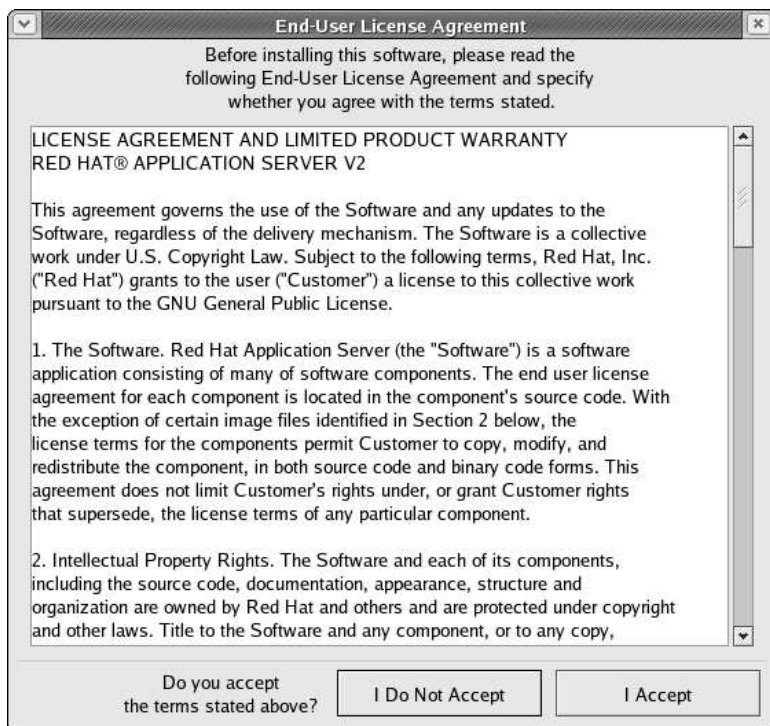 End-User License Agreement
Before installing this software, please read the
following End-User License Agreement and specify
whether you agree with the terms stated.
LICENSE AGREEMENT AND LIMITED PRODUCT WARRANTY
RED HAT® APPLICATION SERVER V2
This agreement governs the use of the Software and any updates to the
Software, regardless of the delivery mechanism. The Software is a collective
work under U.S. Copyright Law. Subject to the following terms, Red Hat, Inc.
("Red Hat") grants to the user ("Customer") a license to this collective work
pursuant to the GNU General Public License.
1. The Software. Red Hat Application Server (the "Software") is a software
application consisting of many of software components. The end user license
agreement for each component is located in the component's source code. With
the exception of certain image files identified in Section 2 below, the
license terms for the components permit Customer to copy, modify, and
redistribute the component, in both source code and binary code forms. This
agreement does not limit Customer's rights under, or grant Customer rights
that supersede, the license terms of any particular component.
2. Intellectual Property Rights. The Software and each of its components,
including the source code, documentation, appearance, structure and
organization are owned by Red Hat and others and are protected under copyright
and other laws. Title to the Software and any component, or to any copy,
Do you accept
the terms stated above?
I Do Not Accept
I Accept